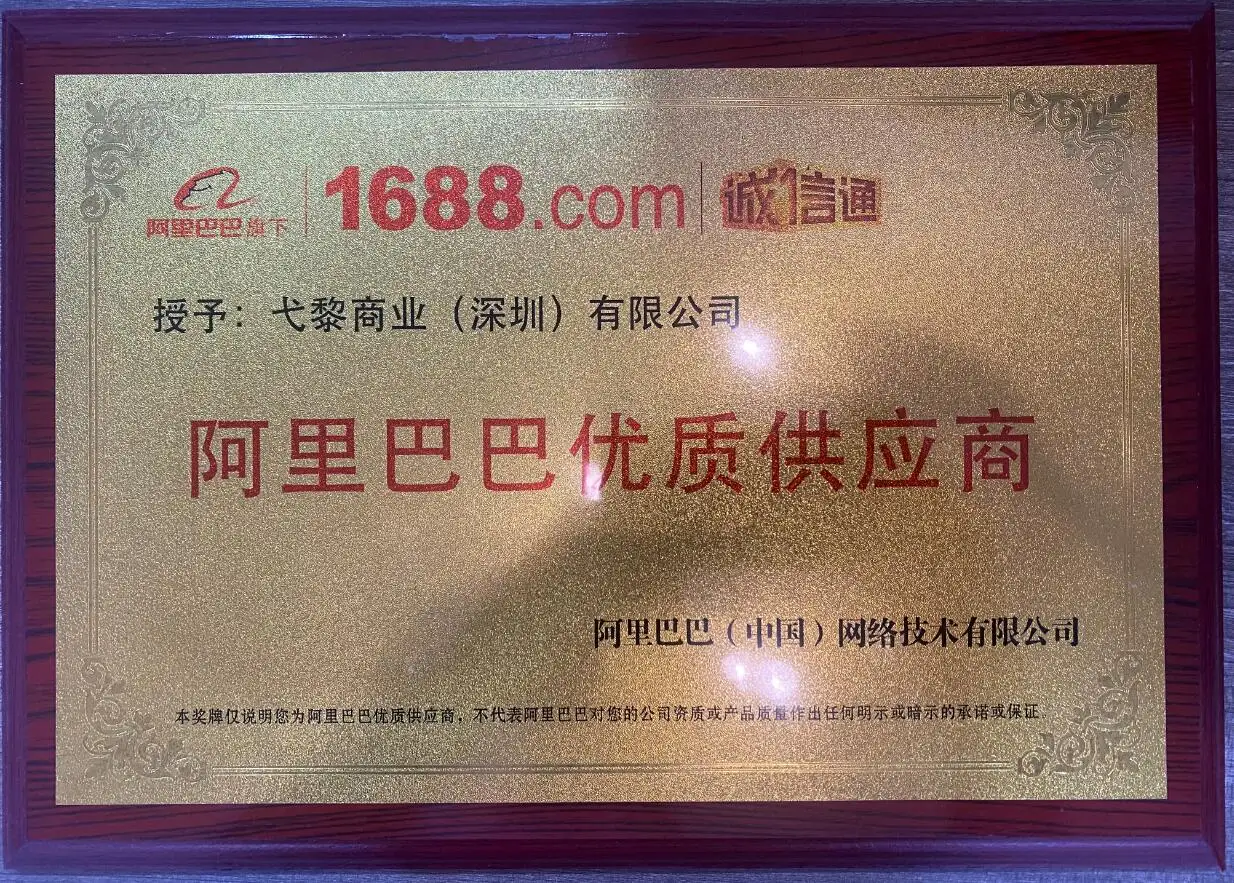 阿里巴巴旗下 1688.com 诚信通
授予：弋黎商业（深圳）有限公司
阿里巴巴优质供应商
阿里巴巴（中国）网络技术有限公司
本奖牌仅说明您为阿里巴巴优质供应商，不代表阿里巴巴对您的公司资质或产品质量作出任何明示或暗示的承诺或保证